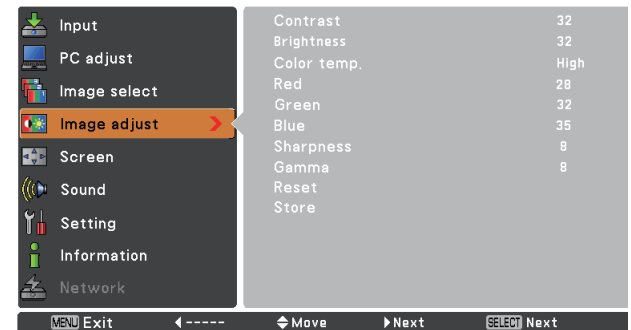 Input
PC adjust
Image select
Image adjust
Screen
Sound
Setting
Information
Network
Contrast 32
Brightness 32
Color temp. High
Red 28
Green 32
Blue 35
Sharpness 8
Gamma 8
Reset
Store
MENU Exit ◀ ----- Move ▶ Next SELECT Next